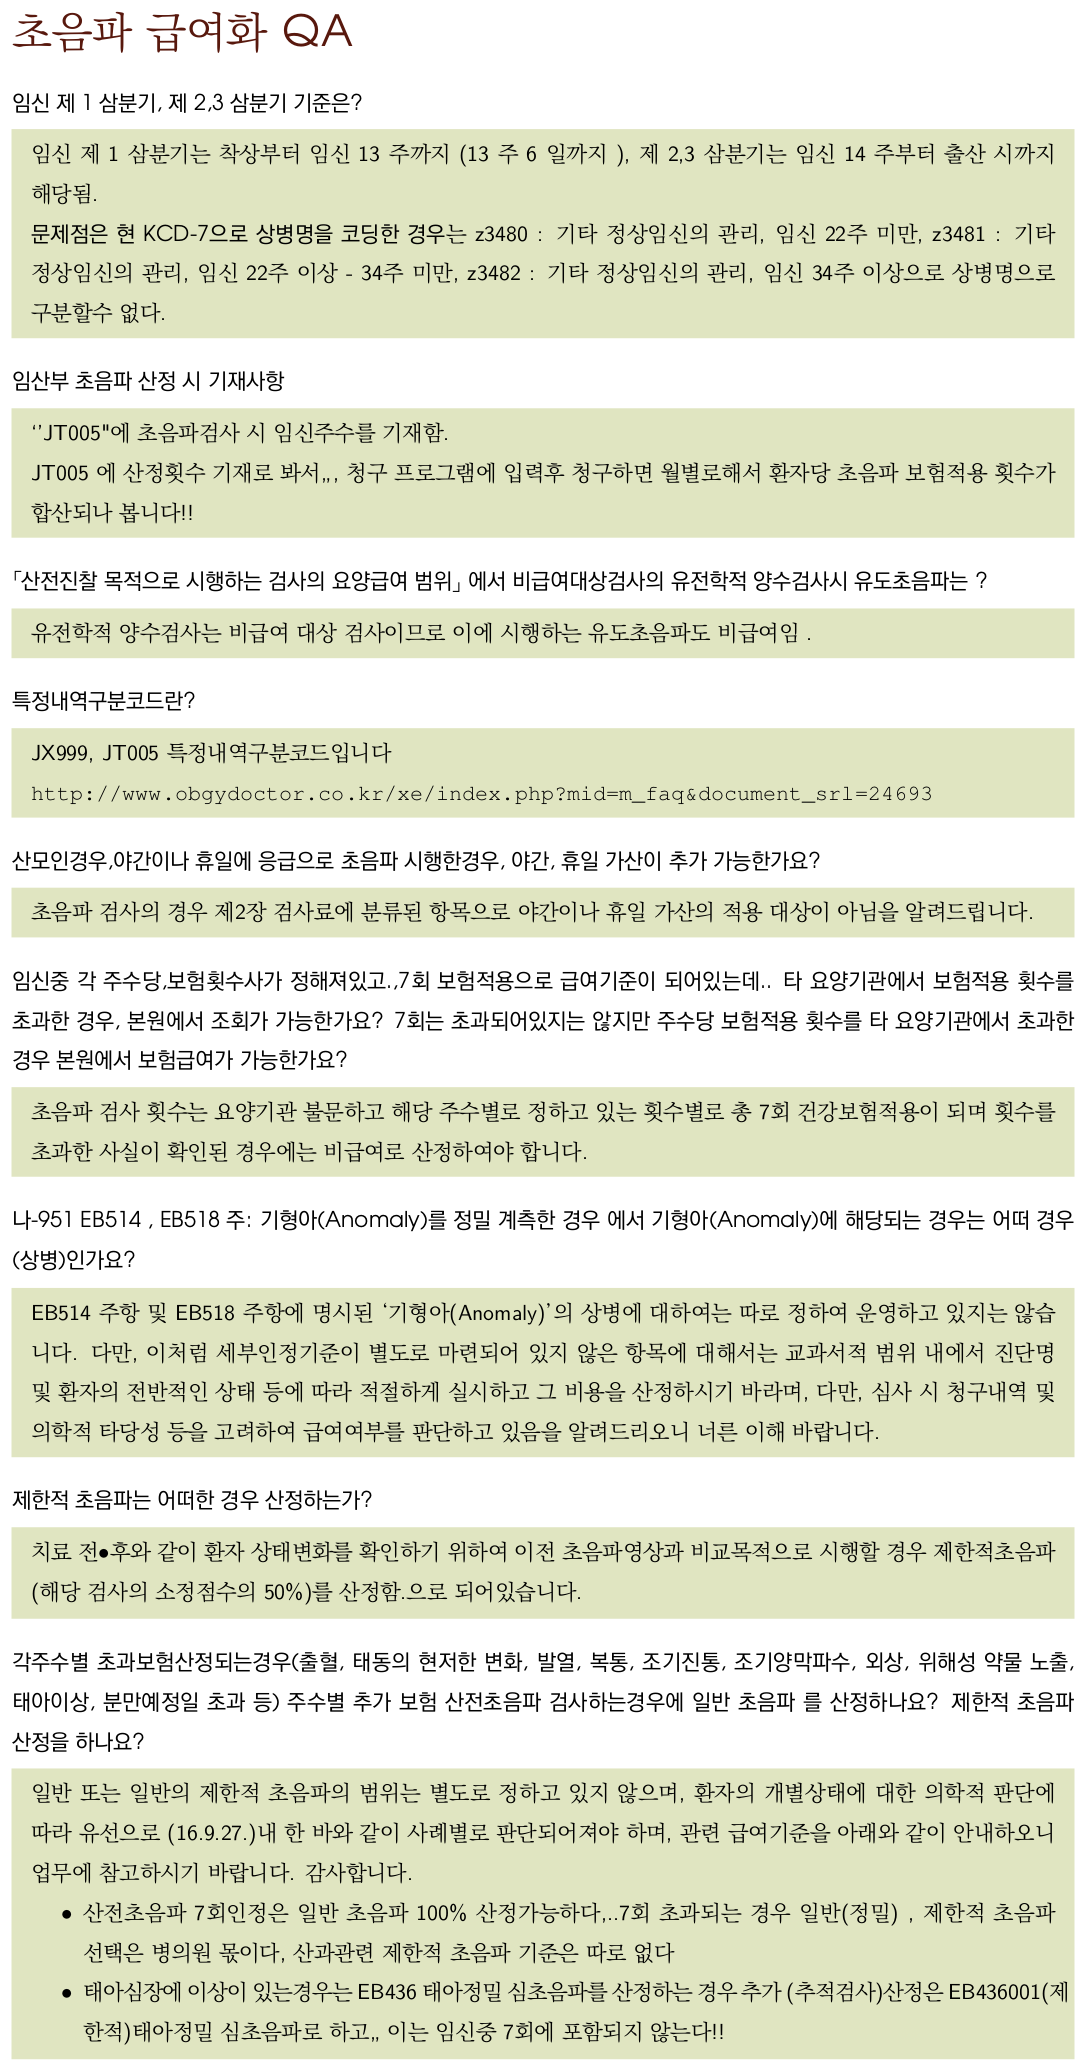 초음파 급여화 QA
임신 제 1 삼분기, 제 2,3 삼분기 기준은?
임신 제 1 삼분기는 착상부터 임신 13 주까지 (13 주 6 일까지 ), 제 2,3 삼분기는 임신 14 주부터 출산 시까지
해당됨.
문제점은 현 KCD-7으로 상병명을 코딩한 경우는 z3480 : 기타 정상임신의 관리, 임신 22주 미만, z3481 : 기타
정상임신의 관리, 임신 22주 이상 - 34주 미만, z3482 : 기타 정상임신의 관리, 임신 34주 이상으로 상병명으로
구분할수 없다.
임산부 초음파 산정 시 기재사항
‘’JT005"에 초음파검사 시 임신주수를 기재함.
JT005 에 산정횟수 기재로 봐서,,, 청구 프로그램에 입력후 청구하면 월별로해서 환자당 초음파 보험적용 횟수가
합산되나 봅니다!!
「산전진찰 목적으로 시행하는 검사의 요양급여 범위」 에서 비급여대상검사의 유전학적 양수검사시 유도초음파는 ?
유전학적 양수검사는 비급여 대상 검사이므로 이에 시행하는 유도초음파도 비급여임 .
특정내역구분코드란?
JX999, JT005 특정내역구분코드입니다
http://www.obgydoctor.co.kr/xe/index.php?mid=m_faq&document_srl=24693
산모인경우,야간이나 휴일에 응급으로 초음파 시행한경우, 야간, 휴일 가산이 추가 가능한가요?
초음파 검사의 경우 제2장 검사료에 분류된 항목으로 야간이나 휴일 가산의 적용 대상이 아님을 알려드립니다.
임신중 각 주수당,보험횟수사가 정해져있고.,7회 보험적용으로 급여기준이 되어있는데.. 타 요양기관에서 보험적용 횟수를
초과한 경우, 본원에서 조회가 가능한가요? 7회는 초과되어있지는 않지만 주수당 보험적용 횟수를 타 요양기관에서 초과한
경우 본원에서 보험급여가 가능한가요?
초음파 검사 횟수는 요양기관 불문하고 해당 주수별로 정하고 있는 횟수별로 총 7회 건강보험적용이 되며 횟수를
초과한 사실이 확인된 경우에는 비급여로 산정하여야 합니다.
나-951 EB514 , EB518 주: 기형아(Anomaly)를 정밀 계측한 경우 에서 기형아(Anomaly)에 해당되는 경우는 어떠 경우
(상병)인가요?
EB514 주항 및 EB518 주항에 명시된 ‘기형아(Anomaly)’의 상병에 대하여는 따로 정하여 운영하고 있지는 않습
니다. 다만, 이처럼 세부인정기준이 별도로 마련되어 있지 않은 항목에 대해서는 교과서적 범위 내에서 진단명
및 환자의 전반적인 상태 등에 따라 적절하게 실시하고 그 비용을 산정하시기 바라며, 다만, 심사 시 청구내역 및
의학적 타당성 등을 고려하여 급여여부를 판단하고 있음을 알려드리오니 너른 이해 바랍니다.
제한적 초음파는 어떠한 경우 산정하는가?
치료 전●후와 같이 환자 상태변화를 확인하기 위하여 이전 초음파영상과 비교목적으로 시행할 경우 제한적초음파
(해당 검사의 소정점수의 50%)를 산정함.으로 되어있습니다.
각주수별 초과보험산정되는경우(출혈, 태동의 현저한 변화, 발열, 복통, 조기진통, 조기양막파수, 외상, 위해성 약물 노출,
태아이상, 분만예정일 초과 등) 주수별 추가 보험 산전초음파 검사하는경우에 일반 초음파 를 산정하나요? 제한적 초음파
산정을 하나요?
일반 또는 일반의 제한적 초음파의 범위는 별도로 정하고 있지 않으며, 환자의 개별상태에 대한 의학적 판단에
따라 유선으로 (16.9.27.)내 한 바와 같이 사례별로 판단되어져야 하며, 관련 급여기준을 아래와 같이 안내하오니
업무에 참고하시기 바랍니다. 감사합니다.
● 산전초음파 7회인정은 일반 초음파 100% 산정가능하다,..7회 초과되는 경우 일반(정밀) , 제한적 초음파
선택은 병의원 몫이다, 산과관련 제한적 초음파 기준은 따로 없다
● 태아심장에 이상이 있는경우는 EB436 태아정밀 심초음파를 산정하는 경우 추가 (추적검사)산정은 EB436001(제
한적)태아정밀 심초음파로 하고,,, 이는 임신중 7회에 포함되지 않는다!!